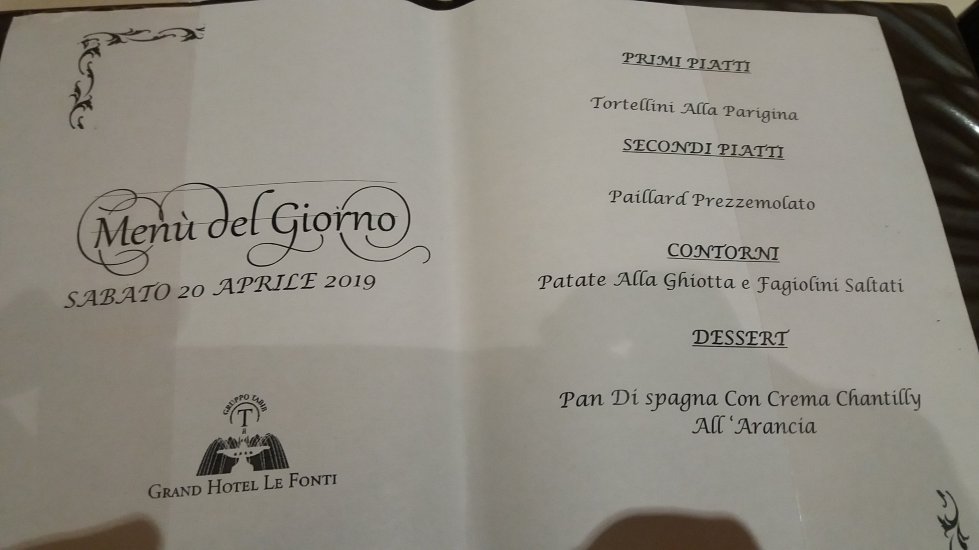 Menù del Giorno
SABATO 20 APRILE 2019
GRUPPO TABIB
T
GRAND HOTEL LE FONTI
PRIMI PIATTI
Tortellini Alla Parigina
SECONDI PIATTI
Paillard Prezzemolato
CONTORNI
Patate Alla Ghiotta e Fagiolini Saltati
DESSERT
Pan Di spagna Con Crema Chantilly
All 'Arancia